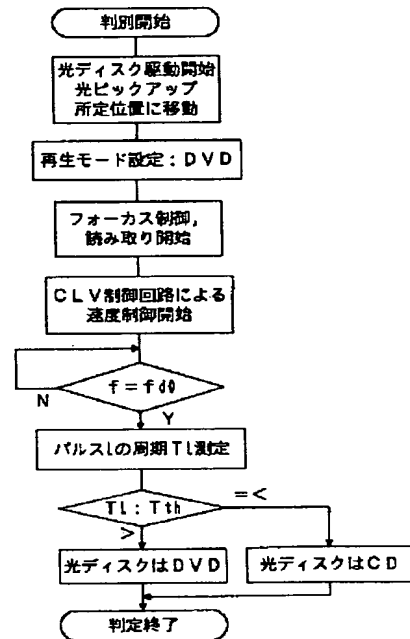 判別開始
光ディスク駆動開始
光ピックアップ
所定位置に移動
再生モード設定：DVD
フォーカス制御，
読み取り開始
CLV制御回路による
速度制御開始
f=fd0
N
Y
パルスlの周期Tl測定
Tl：Tth
=<
>
光ディスクはDVD
光ディスクはCD
判定終了